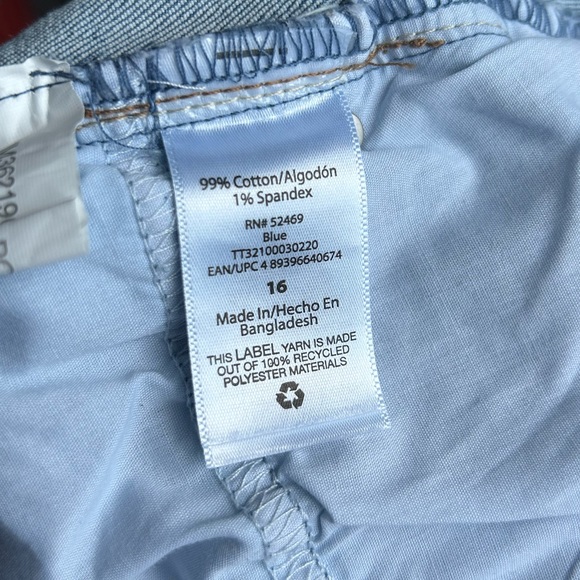 99% Cotton/Algodón
1% Spandex
RN# 52469
Blue
TT32100030220
EAN/UPC 4 89396640674
16
Made In/Hecho En
Bangladesh
THIS LABEL YARN IS MADE
OUT OF 100% RECYCLED
POLYESTER MATERIALS